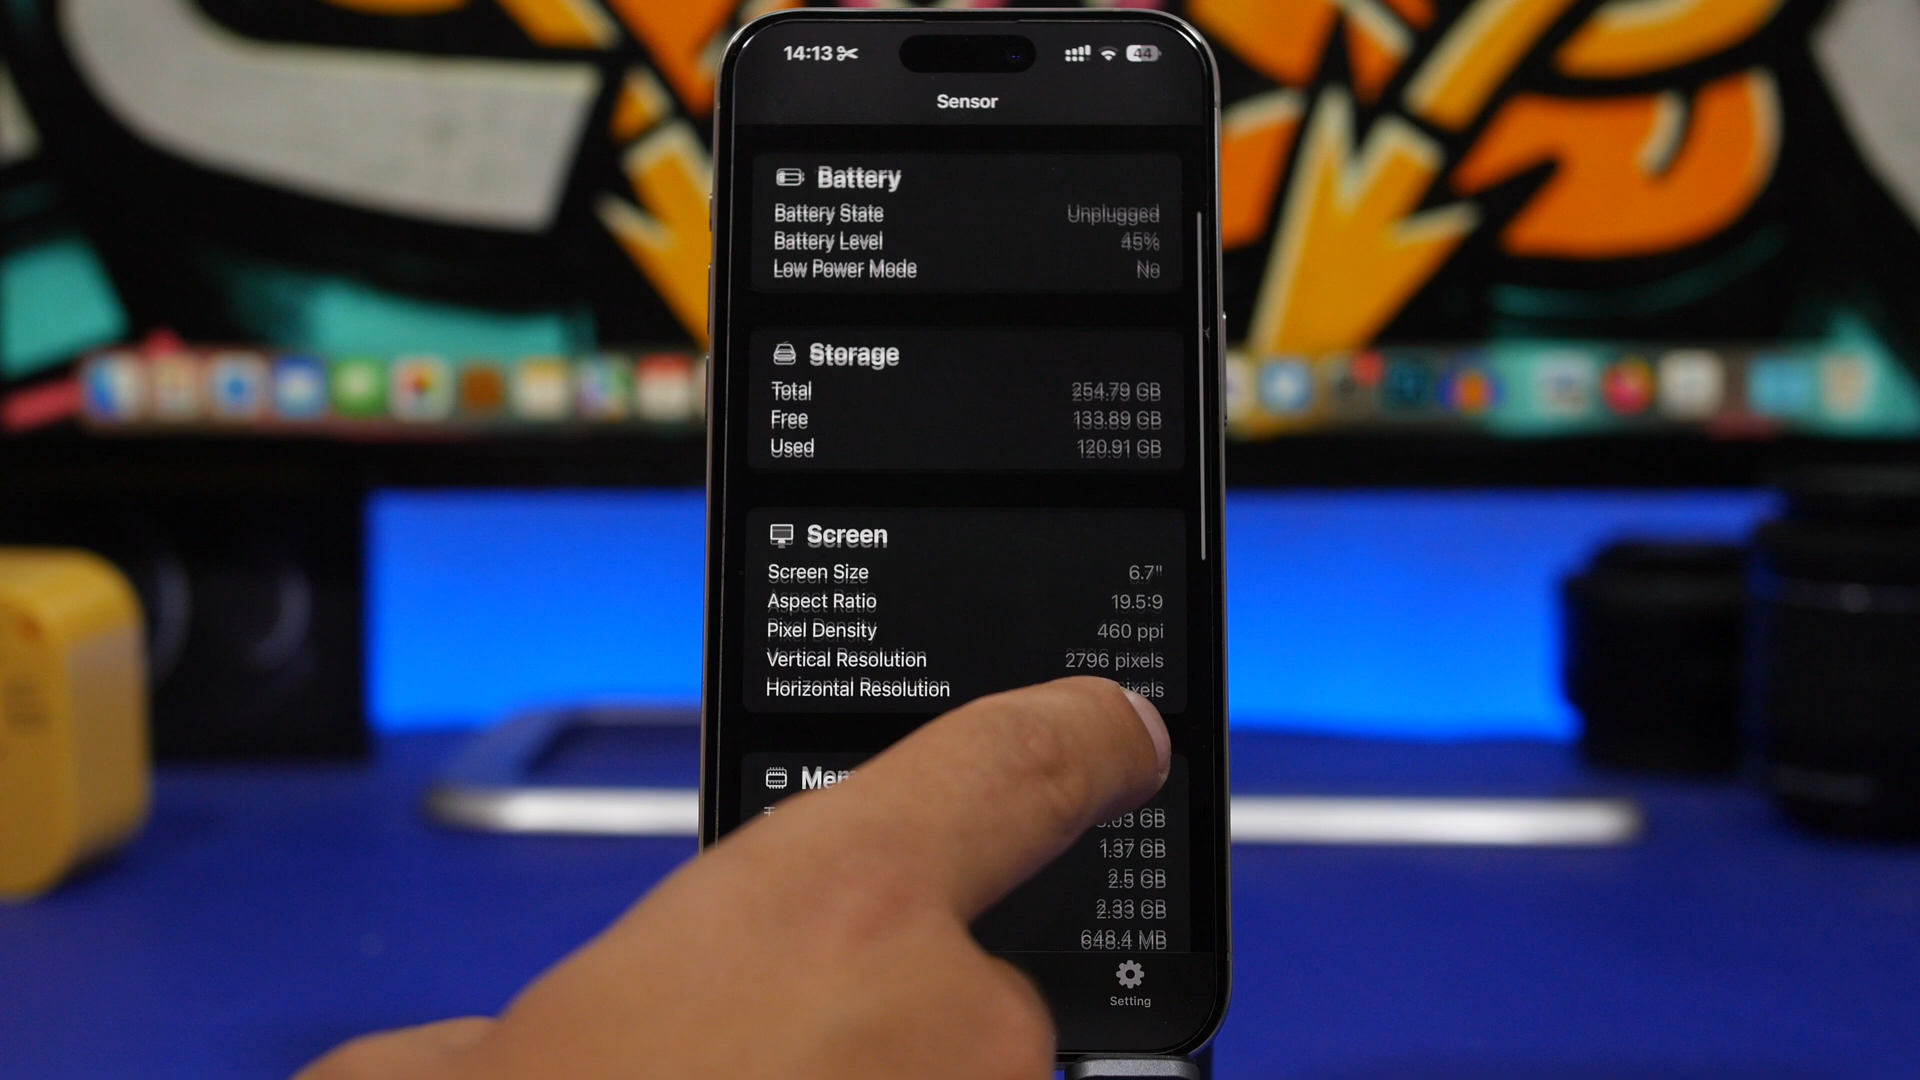 14:13
44
Sensor
Battery
Battery State Unplugged
Battery Level 45%
Low Power Mode No
Storage
Total 254.79 GB
Free 133.89 GB
Used 120.91 GB
Screen
Screen Size 6.7"
Aspect Ratio 19.5:9
Pixel Density 460 ppi
Vertical Resolution 2796 pixels
Horizontal Resolution
GB
1.37 GB
2.5 GB
2.33 GB
648.4 MB
Setting